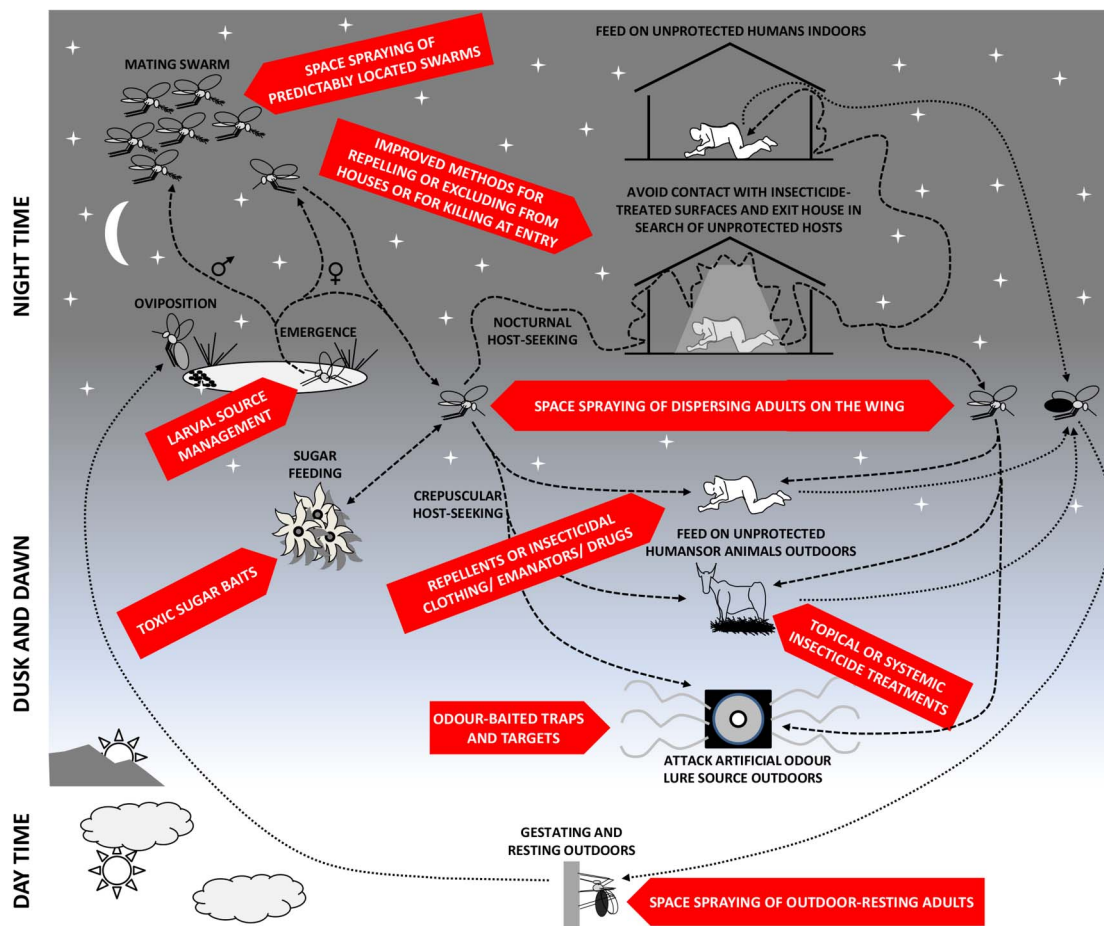 NIGHT TIME
DUSK AND DAWN
DAY TIME
MATING SWARM
SPACE SPRAYING OF
PREDICTABLY LOCATED SWARMS
FEED ON UNPROTECTED HUMANS INDOORS
IMPROVED METHODS FOR
REPELLING OR EXCLUDING FROM
HOUSES OR FOR KILLING AT ENTRY
AVOID CONTACT WITH INSECTICIDE-
TREATED SURFACES AND EXIT HOUSE IN
SEARCH OF UNPROTECTED HOSTS
♂
♀
OVIPOSITION
EMERGENCE
NOCTURNAL
HOST-SEEKING
LARVAL SOURCE
MANAGEMENT
SPACE SPRAYING OF DISPERSING ADULTS ON THE WING
SUGAR
FEEDING
CREPUSCULAR
HOST-SEEKING
TOXIC SUGAR BAITS
REPELLENTS OR INSECTICIDAL
CLOTHING/ EMANATORS/ DRUGS
FEED ON UNPROTECTED
HUMANSOR ANIMALS OUTDOORS
TOPICAL OR SYSTEMIC
INSECTICIDE TREATMENTS
ODOUR-BAITED TRAPS
AND TARGETS
ATTACK ARTIFICIAL ODOUR
LURE SOURCE OUTDOORS
GESTATING AND
RESTING OUTDOORS
SPACE SPRAYING OF OUTDOOR-RESTING ADULTS